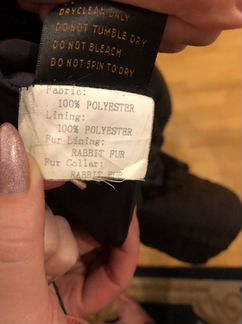 DRYCLEAN ONLY
DO NOT TUMBLE DRY
DO NOT BLEACH
DO NOT SPIN TO DRY
Fabric:
100% POLYESTER
Lining:
100% POLYESTER
Fur Lining:
RABBIT FUR
Fur Collar:
RABBIT FUR